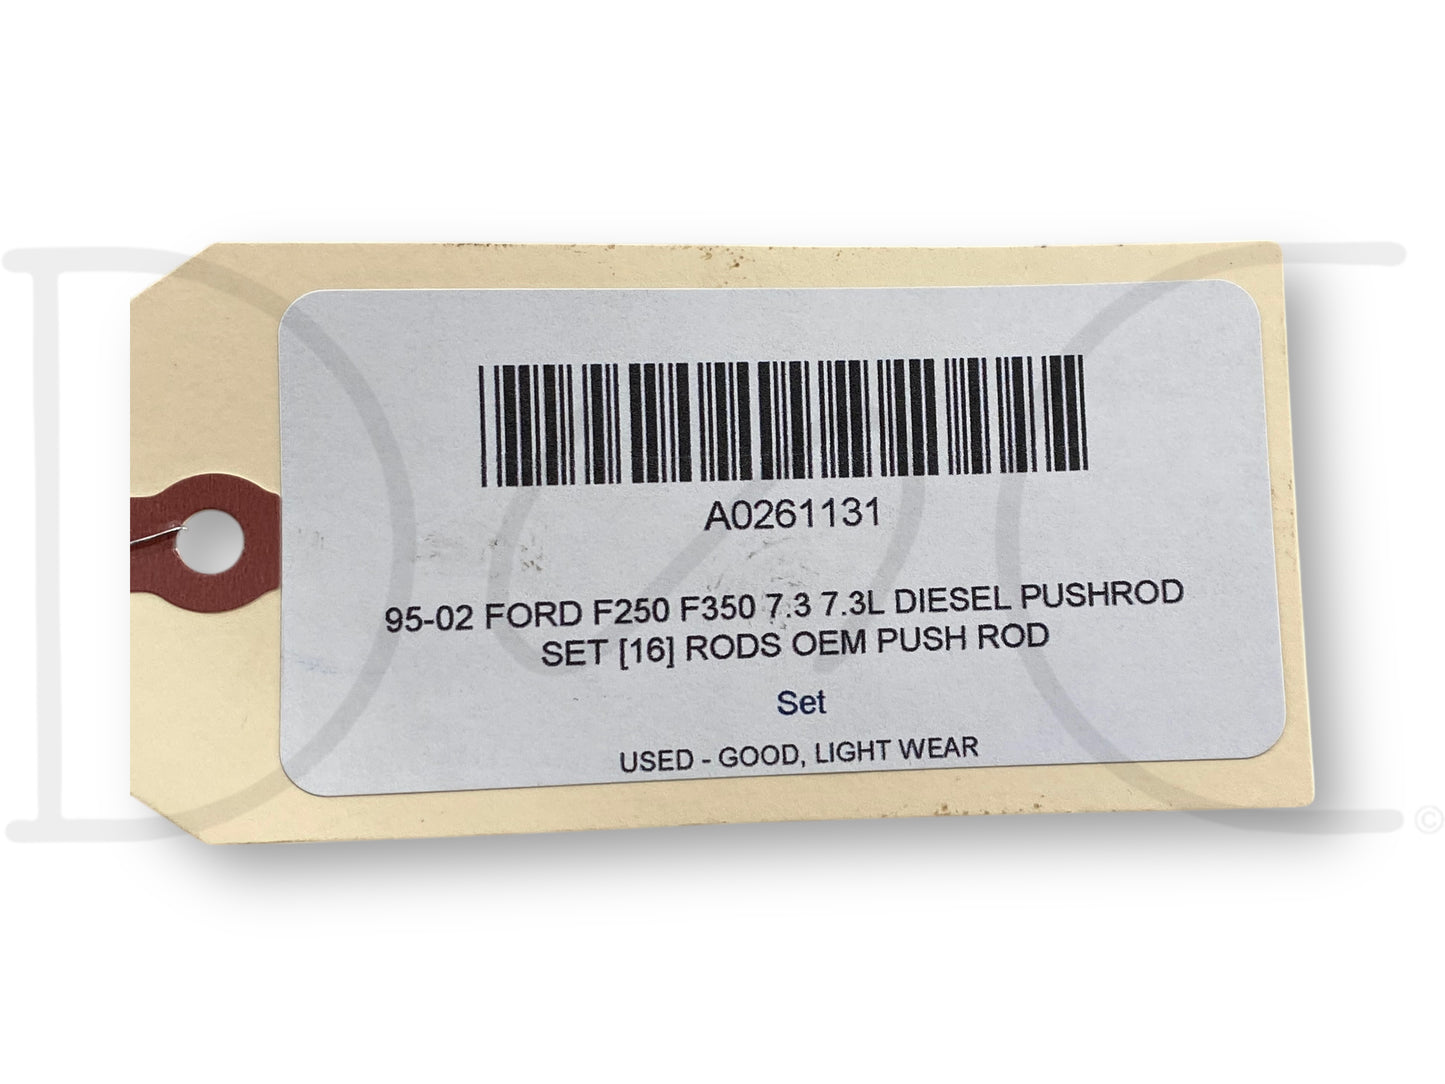 A0261131
95-02 FORD F250 F350 7.3 7.3L DIESEL PUSHROD
SET [16] RODS OEM PUSH ROD
Set
USED - GOOD, LIGHT WEAR
©